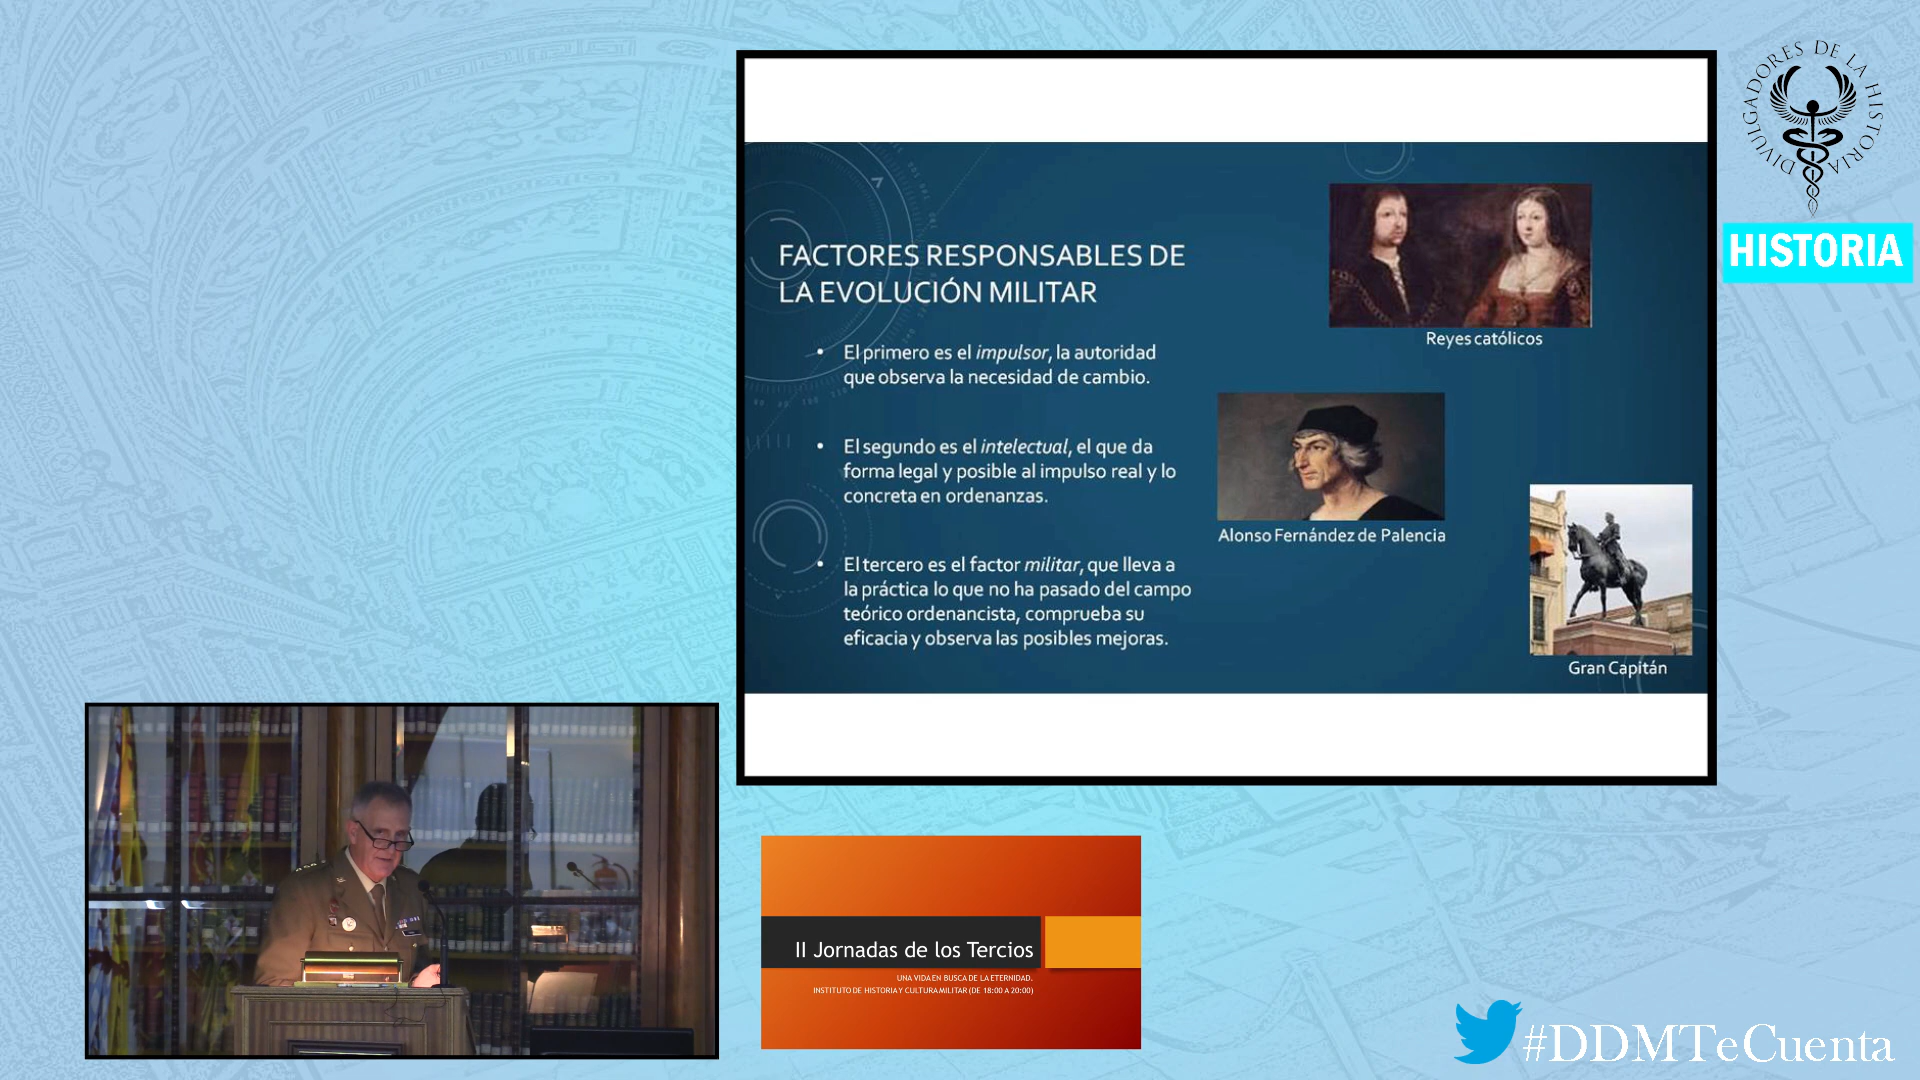 DIVULGADORES DE LA HISTORIA
HISTORIA
FACTORES RESPONSABLES DE
LA EVOLUCIÓN MILITAR
• El primero es el impulsor, la autoridad
que observa la necesidad de cambio.
• El segundo es el intelectual, el que da
forma legal y posible al impulso real y lo
concreta en ordenanzas.
• El tercero es el factor militar, que lleva a
la práctica lo que no ha pasado del campo
teórico ordenancista, comprueba su
eficacia y observa las posibles mejoras.
Reyes católicos
Alonso Fernández de Palencia
Gran Capitán
II Jornadas de los Tercios
UNA VIDA EN BUSCA DE LA ETERNIDAD.
INSTITUTO DE HISTORIA Y CULTURA MILITAR (DE 18:00 A 20:00)
#DDMTeCuenta